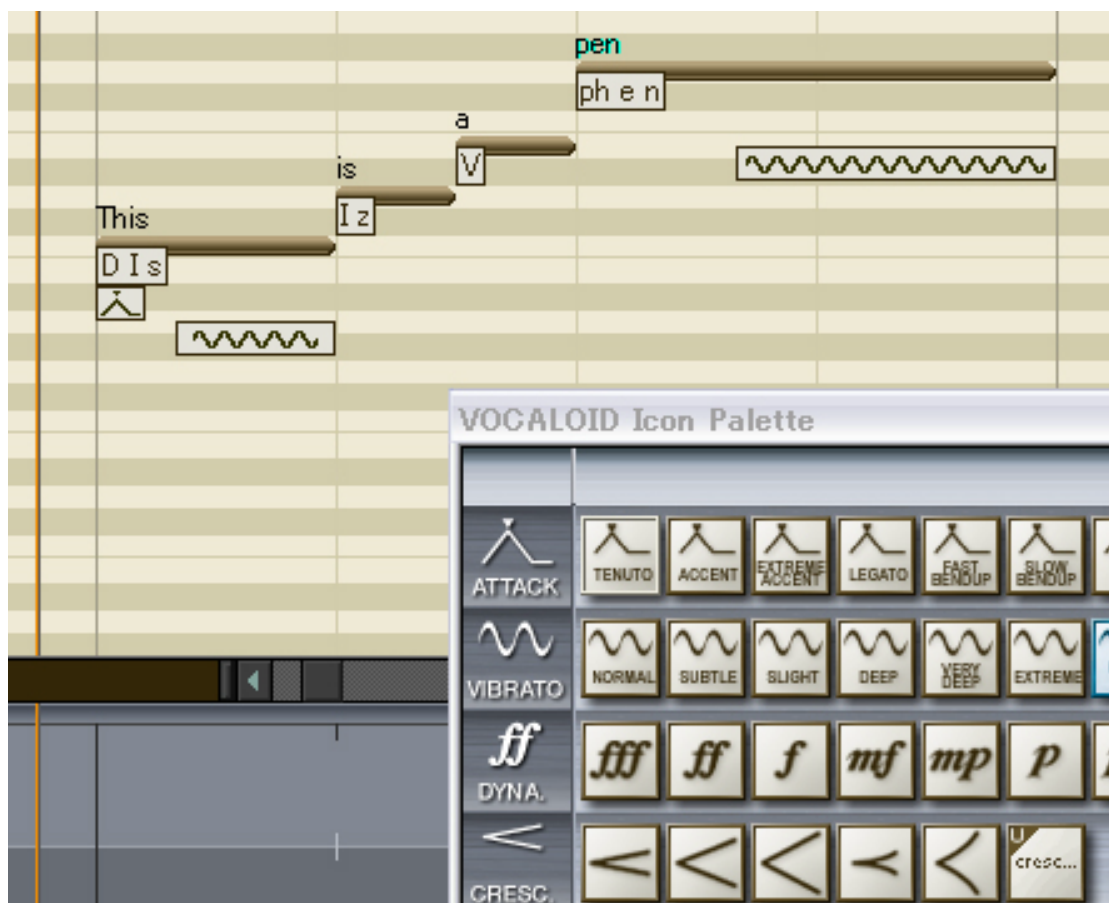 pen
ph e n
a
V
is
I z
This
D I s
VOCALOID Icon Palette
ATTACK
TENUTO
ACCENT
EXTREME ACCENT
LEGATO
FAST BENDUP
SLOW BENDUP
VIBRATO
NORMAL
SUBTLE
SLIGHT
DEEP
VERY DEEP
EXTREME
ff
DYNA.
fff
ff
f
mf
mp
p
CRESC.
U
cresc...